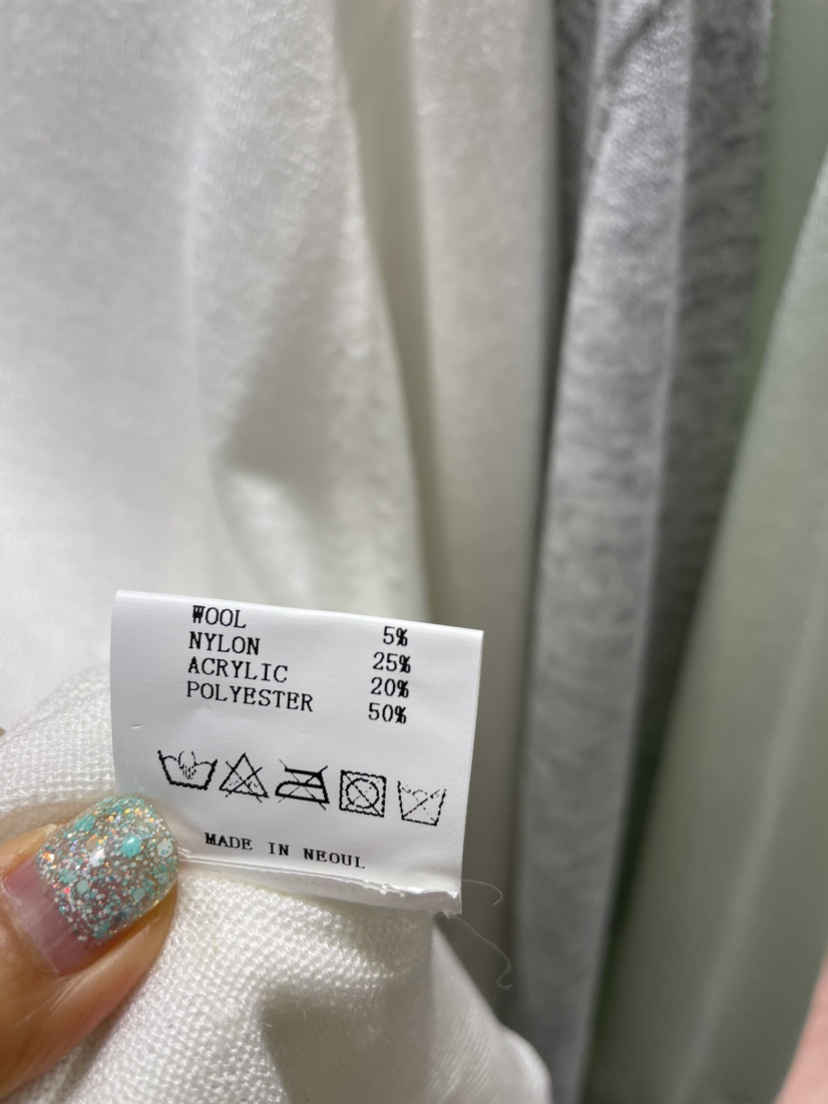 WOOL 5%
NYLON 25%
ACRYLIC 20%
POLYESTER 50%
MADE IN NEOUL